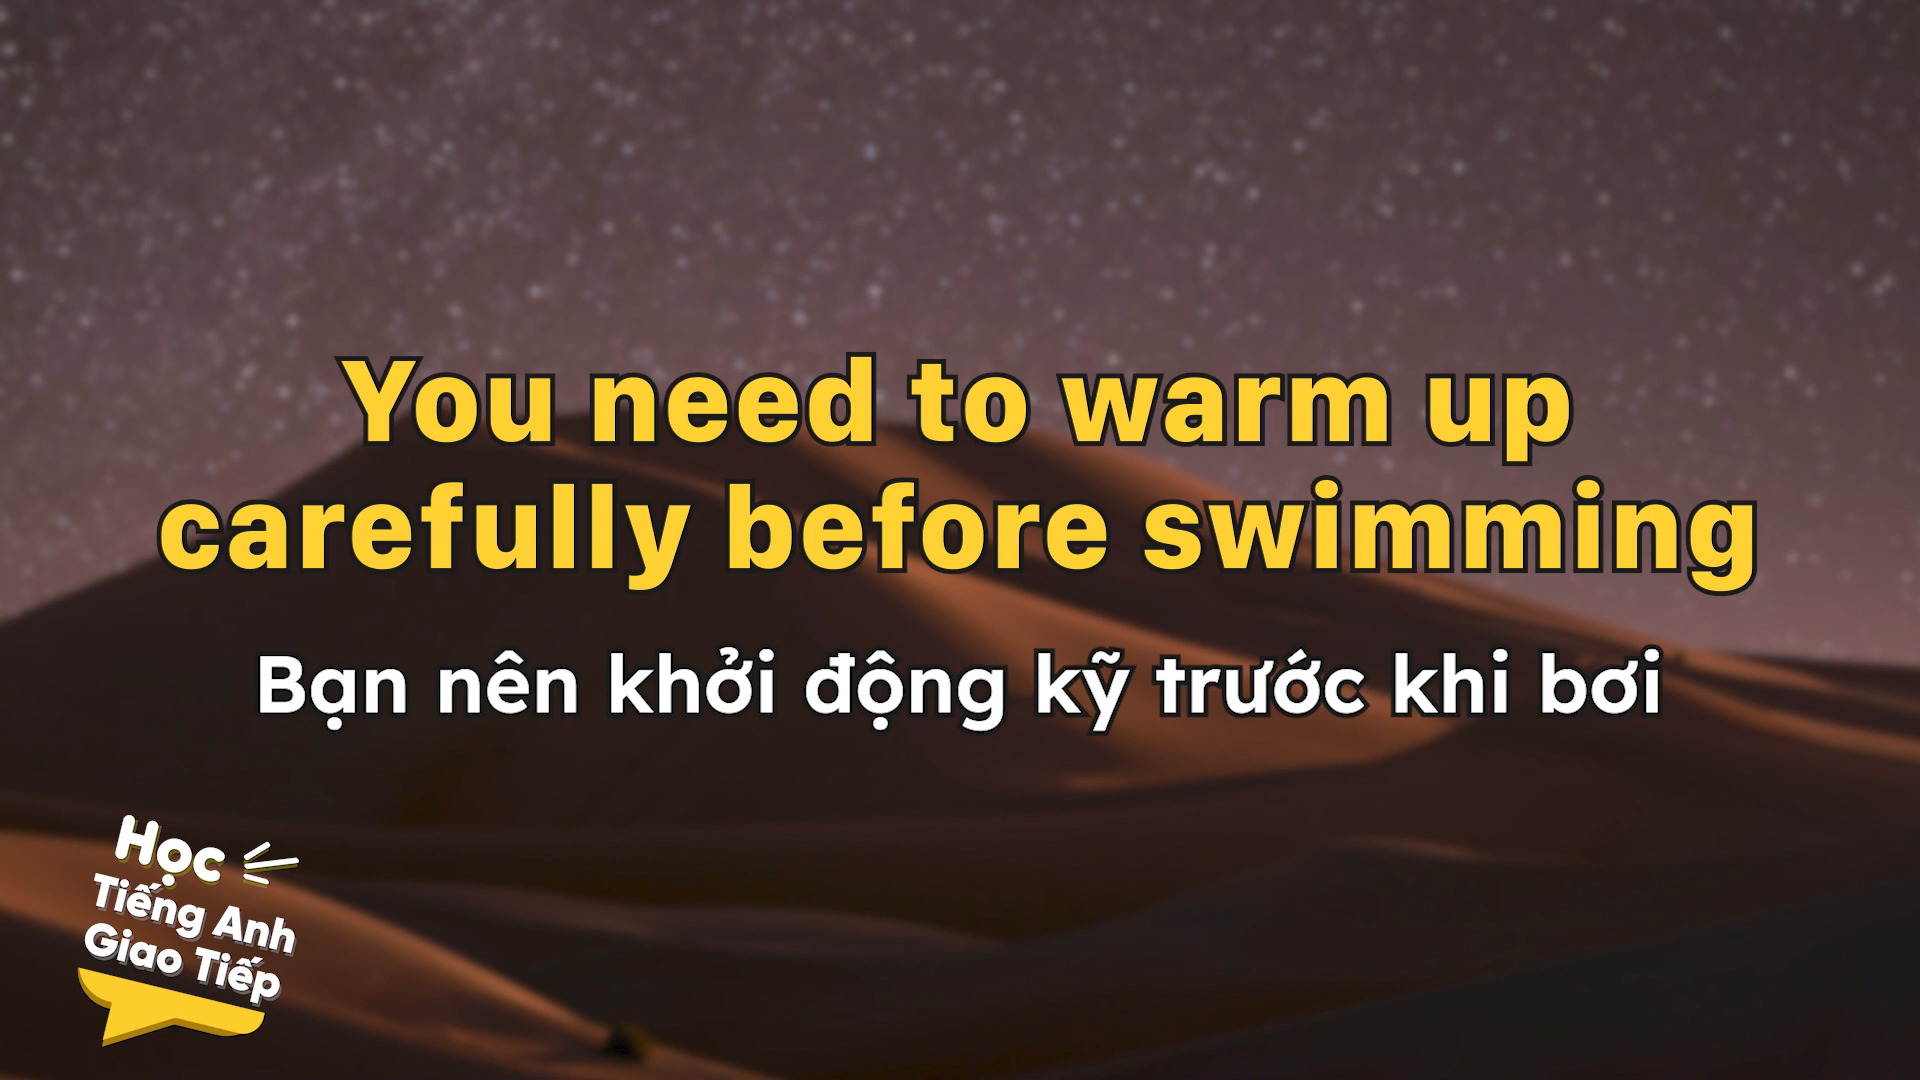 You need to warm up
carefully before swimming
Bạn nên khởi động kỹ trước khi bơi
Học
Tiếng Anh
Giao Tiếp